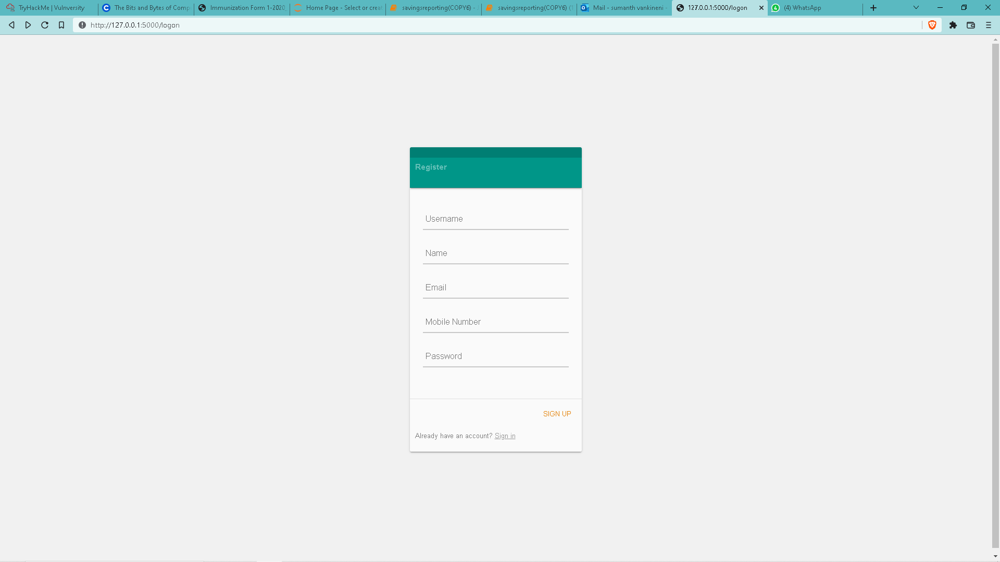 TryHackMe | Vulnversity
The Bits and Bytes of Comp
Immunization Form 1-2020
Home Page - Select or creat
savingsreporting(COPY6) - J
savingsreporting(COPY6) (1
Mail - sumanth vankineni -
127.0.0.1:5000/logon
4
(4) WhatsApp
http://127.0.0.1:5000/logon
Register
Username
Name
Email
Mobile Number
Password
SIGN UP
Already have an account? Sign in